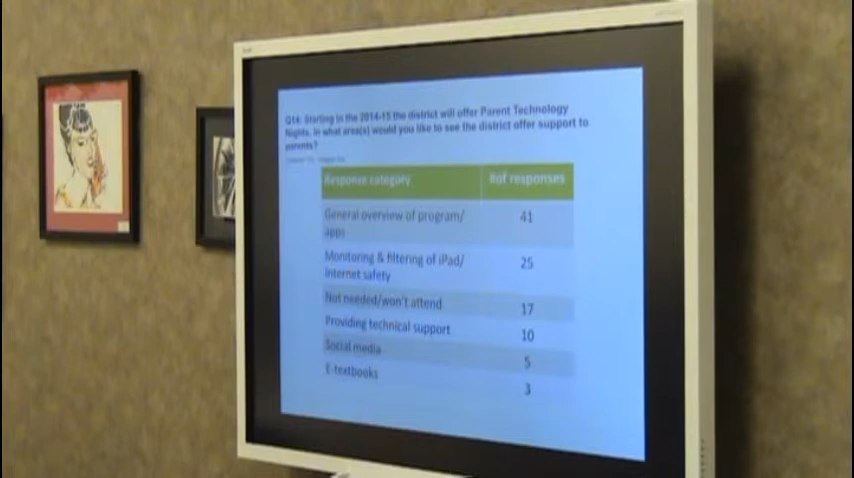 Q14: Starting in the 2014-15 the district will offer Parent Technology
Nights, in what area(s) would you like to see the district offer support to
parents?
Response category #of responses
General overview of program/ 41
apps
Monitoring & filtering of iPad/ 25
internet safety
Not needed/won't attend 17
Providing technical support 10
Social media 5
E-textbooks 3